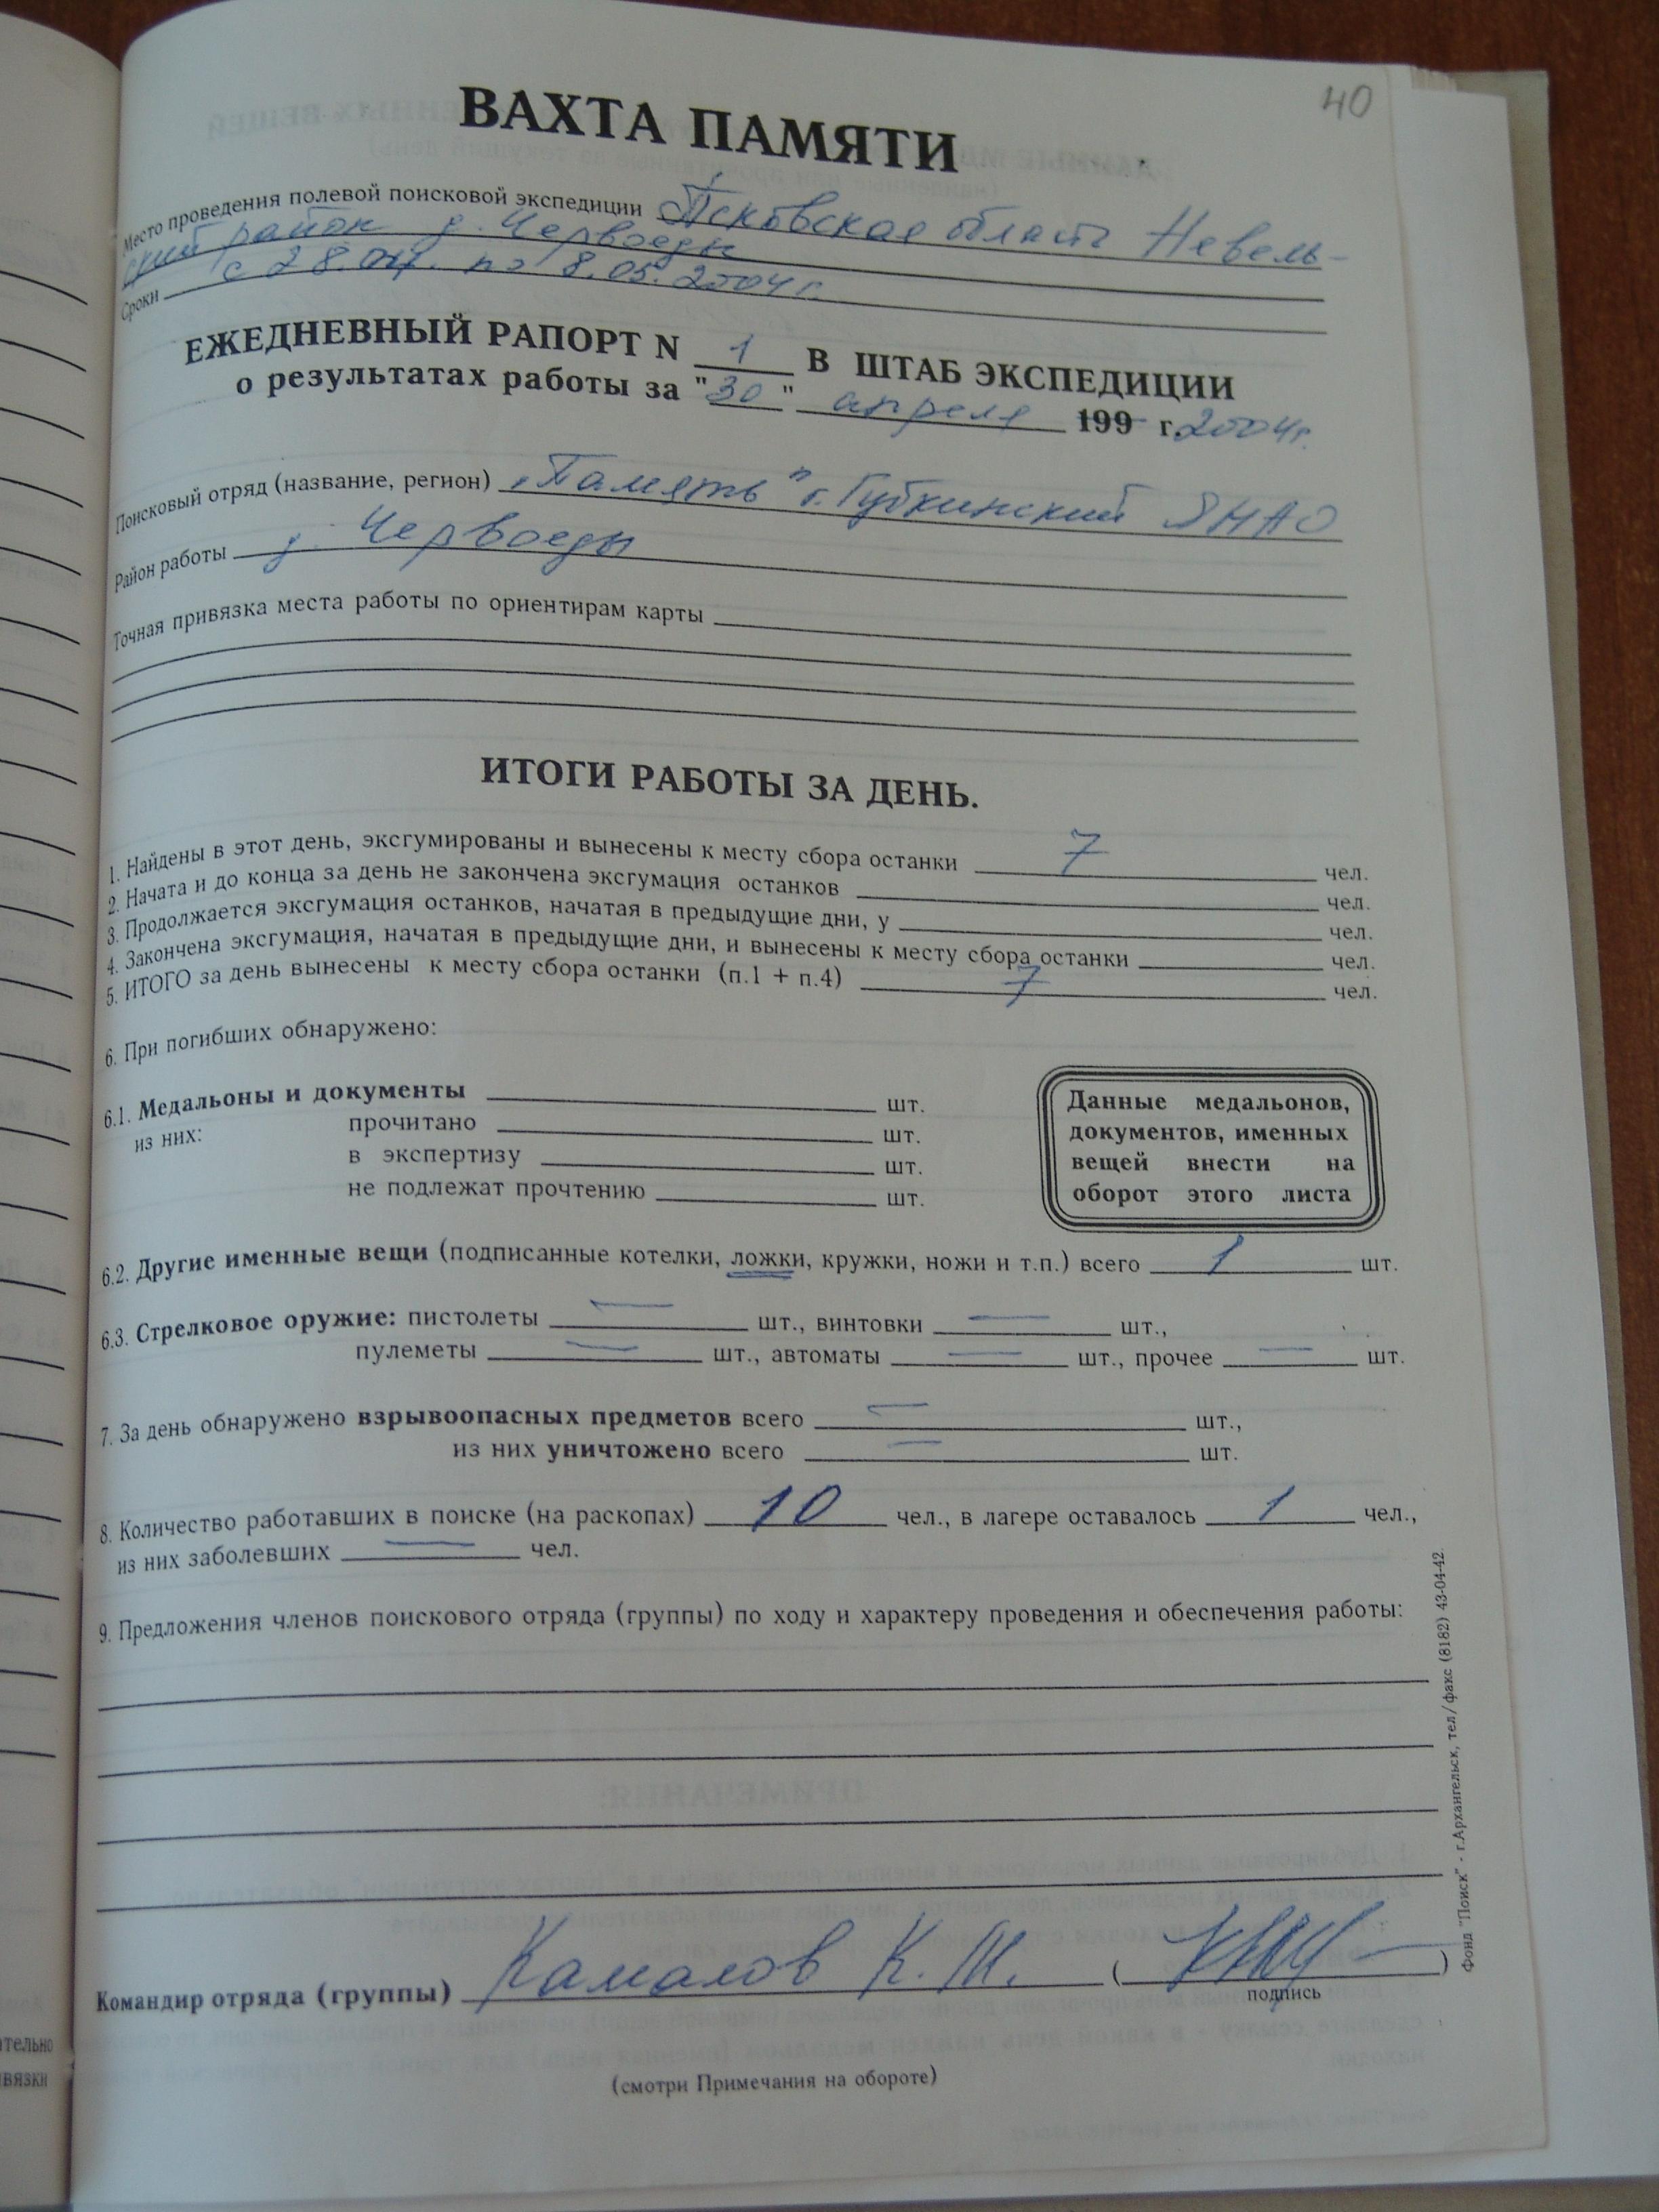 40
ВАХТА ПАМЯТИ
Место проведения полевой поисковой экспедиции Псковская область Невель-
ский район д. Червоеды
Сроки с 28.04. по 8.05.2004г.
ЕЖЕДНЕВНЫЙ РАПОРТ N 1 В ШТАБ ЭКСПЕДИЦИИ
о результатах работы за "30" апреля 199 г. 2004г.
Поисковый отряд (название, регион) „Память" г. Губкинский ЯНАО
Район работы д. Червоеды
Точная привязка места работы по ориентирам карты
ИТОГИ РАБОТЫ ЗА ДЕНЬ.
1. Найдены в этот день, эксгумированы и вынесены к месту сбора останки 7 чел.
2. Начата и до конца за день не закончена эксгумация останков чел.
3. Продолжается эксгумация останков, начатая в предыдущие дни, у чел.
4. Закончена эксгумация, начатая в предыдущие дни, и вынесены к месту сбора останки чел.
5. ИТОГО за день вынесены к месту сбора останки (п.1 + п.4) 7 чел.
6. При погибших обнаружено:
6.1. Медальоны и документы шт.
из них: прочитано шт.
в экспертизу шт.
не подлежат прочтению шт.
Данные медальонов,
документов, именных
вещей внести на
оборот этого листа
6.2. Другие именные вещи (подписанные котелки, ложки, кружки, ножи и т.п.) всего 1 шт.
6.3. Стрелковое оружие: пистолеты — шт., винтовки — шт.,
пулеметы — шт., автоматы — шт., прочее — шт.
7. За день обнаружено взрывоопасных предметов всего — шт.,
из них уничтожено всего — шт.
8. Количество работавших в поиске (на раскопах) 10 чел., в лагере оставалось 1 чел.,
из них заболевших — чел.
9. Предложения членов поискового отряда (группы) по ходу и характеру проведения и обеспечения работы:
Командир отряда (группы) Камалов К.Ш. ( )
подпись
(смотри Примечания на обороте)
Фонд "Поиск" - г.Архангельск, тел/факс (8182) 43-04-42.